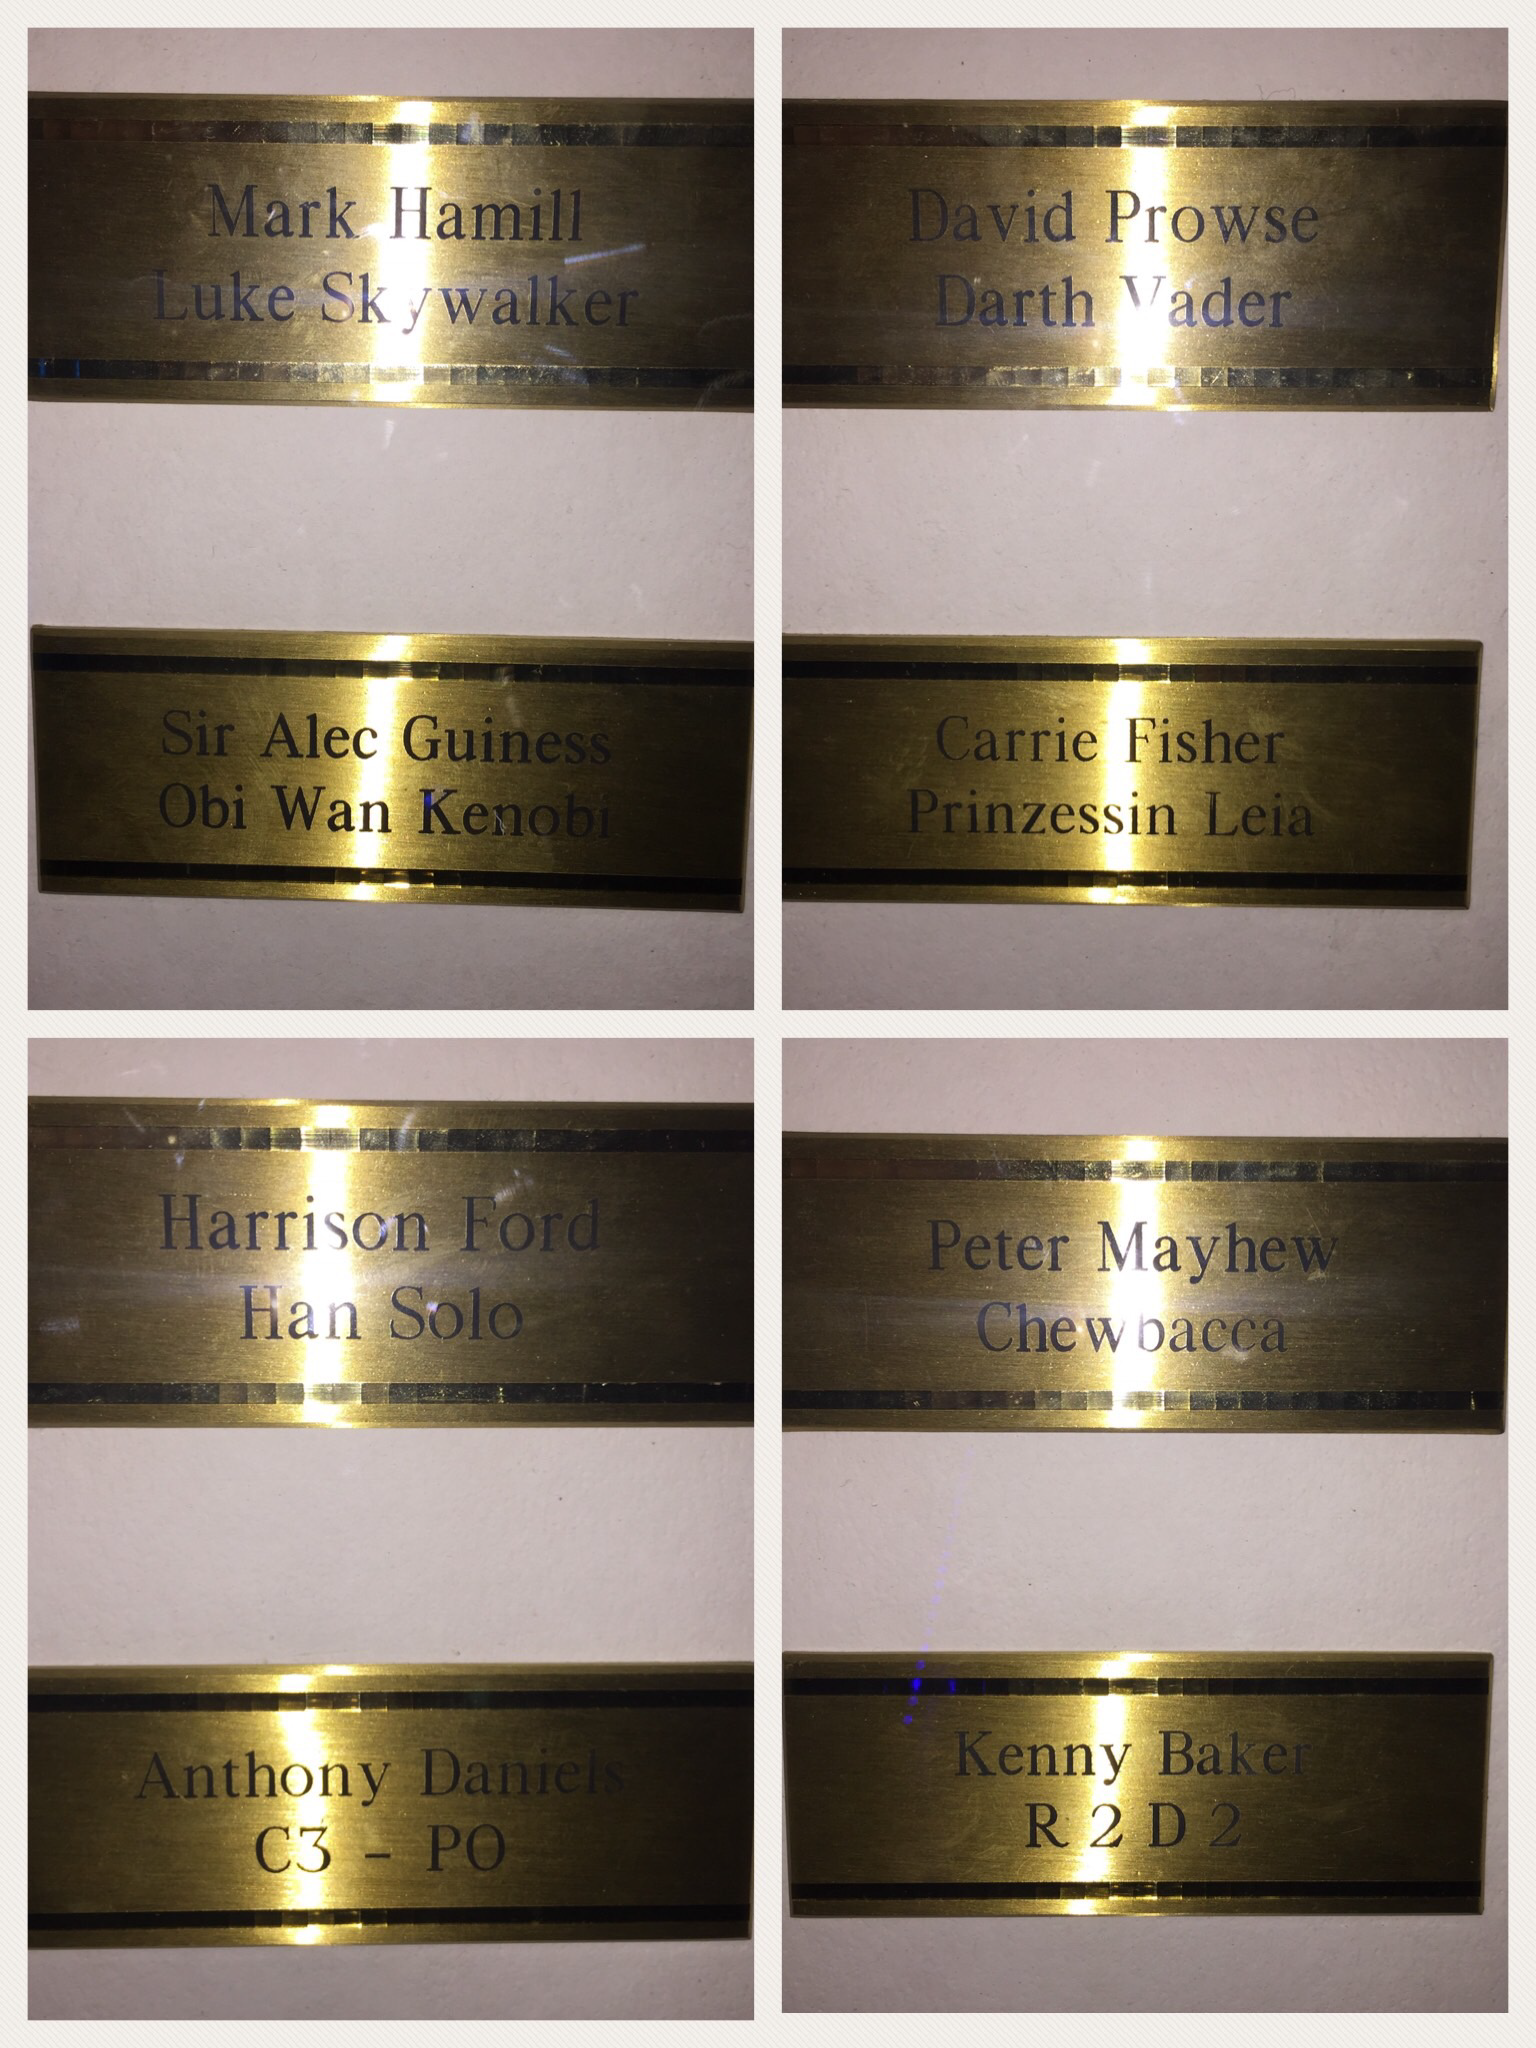 Mark Hamill
Luke Skywalker
Sir Alec Guiness
Obi Wan Kenobi
David Prowse
Darth Vader
Carrie Fisher
Prinzessin Leia
Harrison Ford
Han Solo
Anthony Daniels
C3 - PO
Peter Mayhew
Chewbacca
Kenny Baker
R 2 D 2